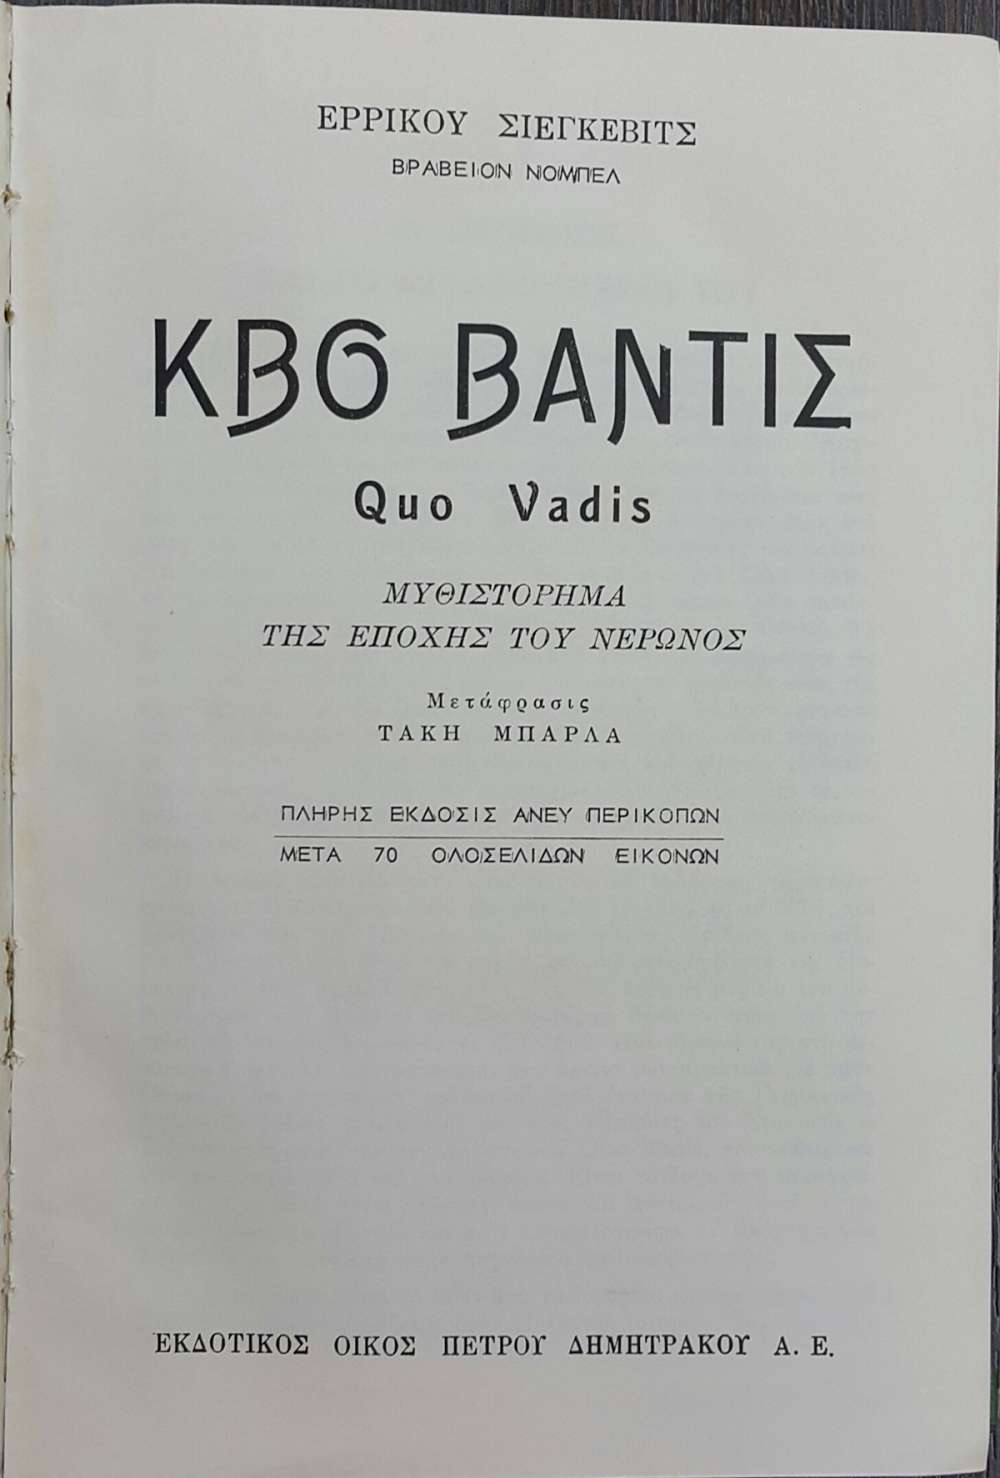 ΕΡΡΙΚΟΥ ΣΙΕΓΚΕΒΙΤΣ
ΒΡΑΒΕΙΟΝ ΝΟΜΠΕΛ
ΚΒΟ ΒΑΝΤΙΣ
Quo Vadis
ΜΥΘΙΣΤΟΡΗΜΑ
ΤΗΣ ΕΠΟΧΗΣ ΤΟΥ ΝΕΡΩΝΟΣ
Μετάφρασις
ΤΑΚΗ ΜΠΑΡΛΑ
ΠΛΗΡΗΣ ΕΚΔΟΣΙΣ ΑΝΕΥ ΠΕΡΙΚΟΠΩΝ
ΜΕΤΑ 70 ΟΛΟΣΕΛΙΔΩΝ ΕΙΚΟΝΩΝ
ΕΚΔΟΤΙΚΟΣ ΟΙΚΟΣ ΠΕΤΡΟΥ ΔΗΜΗΤΡΑΚΟΥ Α. Ε.